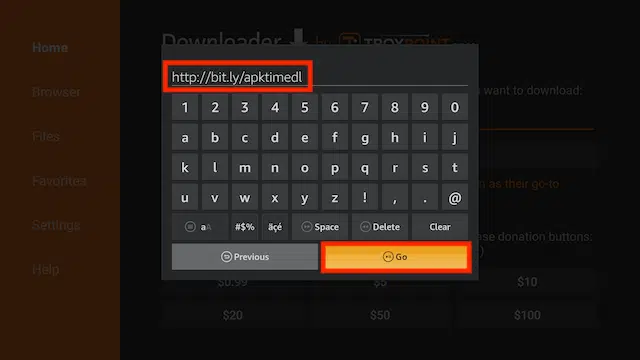 Home
Downloader by TROYPOINT
http://bit.ly/apktimedl
Browser
u want to download:
1 2 3 4 5 6 7 8 9 0
a b c d e f g h i j
Files
k l m n o p q r s t
Favorites
m as their go-to
u v w x y z ! , . @
Settings
aA #$% äçé Space Delete Clear
ase donation buttons:
Previous Go
)
Help
$0.99 $5 $10
$20 $50 $100